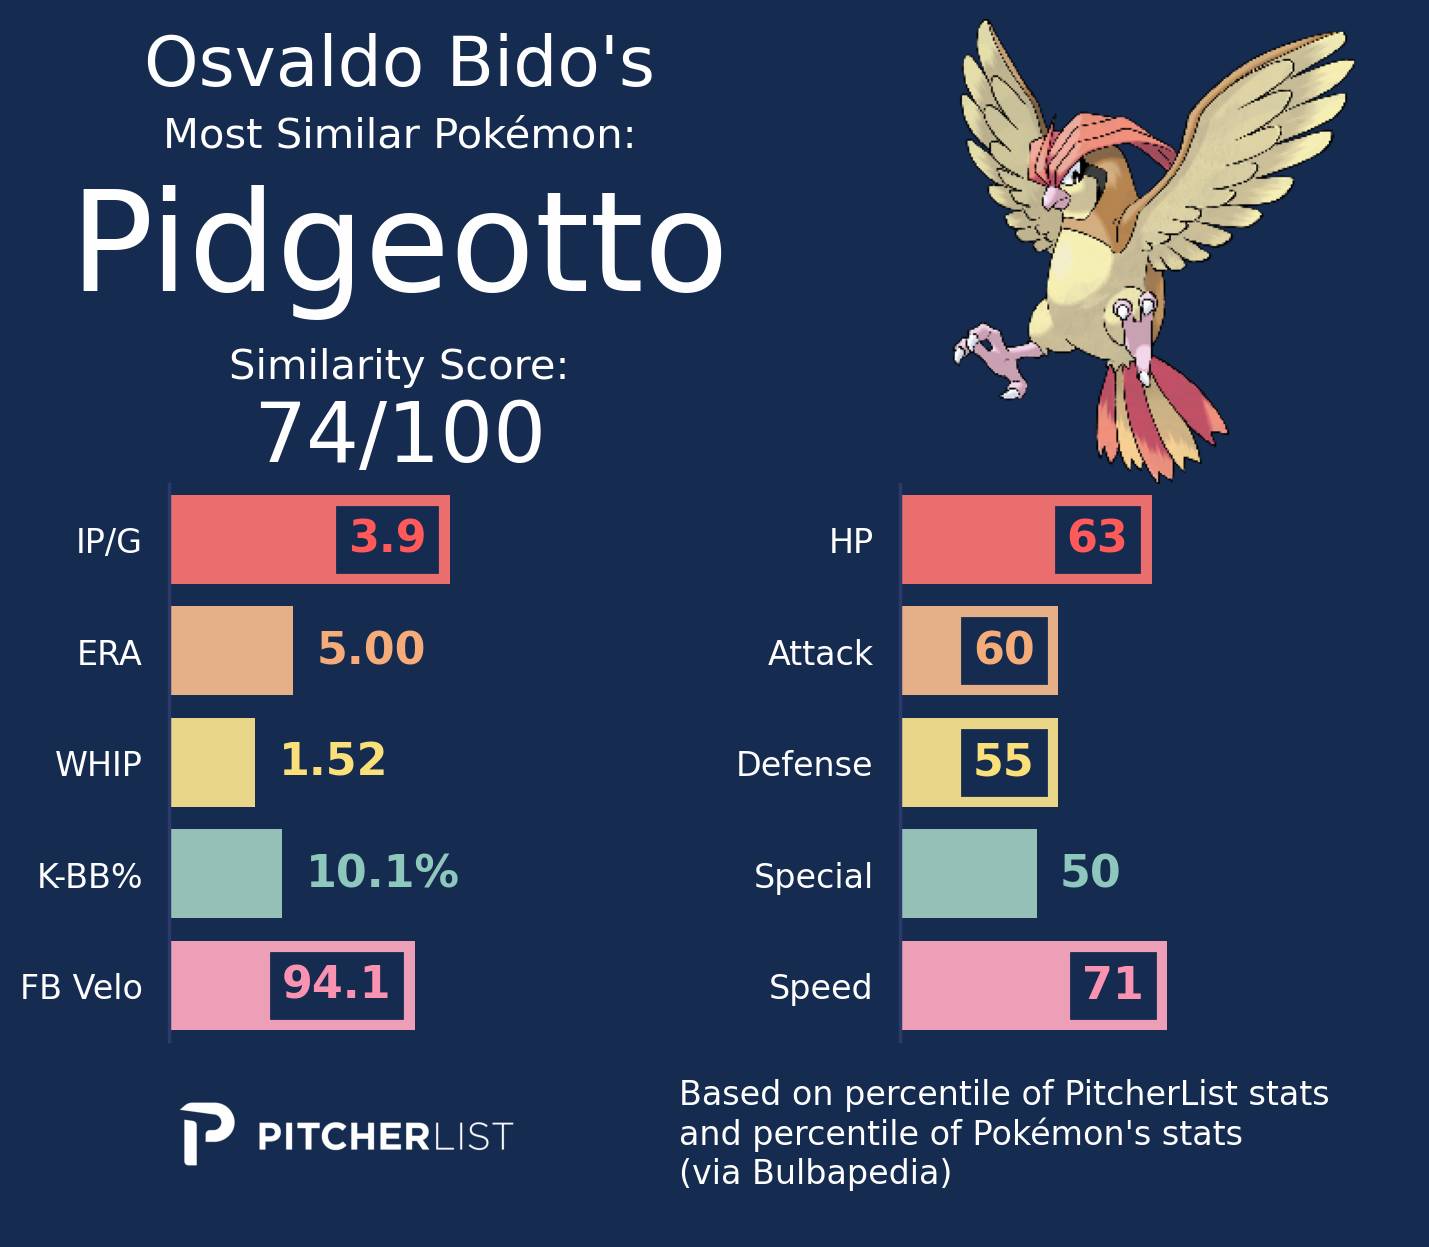 Osvaldo Bido's
Most Similar Pokémon:
Pidgeotto
Similarity Score:
74/100
IP/G 3.9
ERA 5.00
WHIP 1.52
K-BB% 10.1%
FB Velo 94.1
HP 63
Attack 60
Defense 55
Special 50
Speed 71
PITCHERLIST
Based on percentile of PitcherList stats
and percentile of Pokémon's stats
(via Bulbapedia)